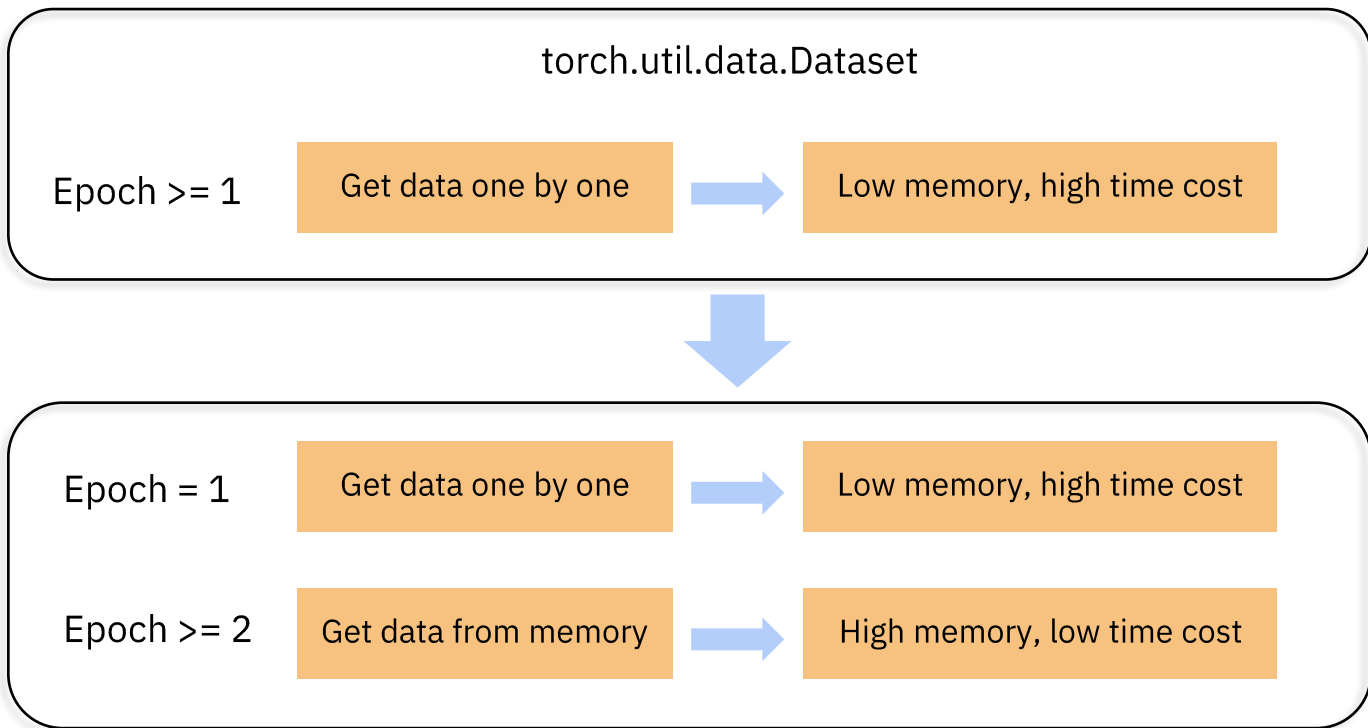 torch.util.data.Dataset
Epoch >= 1
Get data one by one
Low memory, high time cost
Epoch = 1
Get data one by one
Low memory, high time cost
Epoch >= 2
Get data from memory
High memory, low time cost